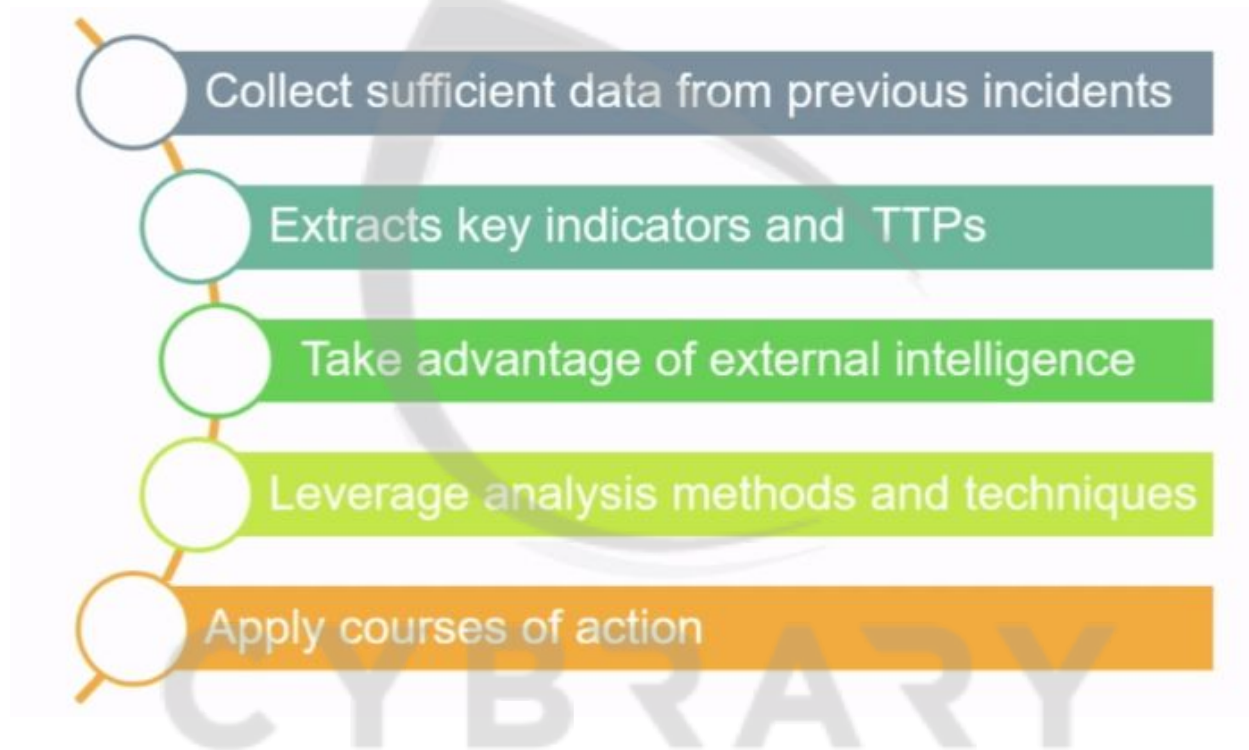 Collect sufficient data from previous incidents
Extracts key indicators and TTPs
Take advantage of external intelligence
Leverage analysis methods and techniques
Apply courses of action
CYBRARY